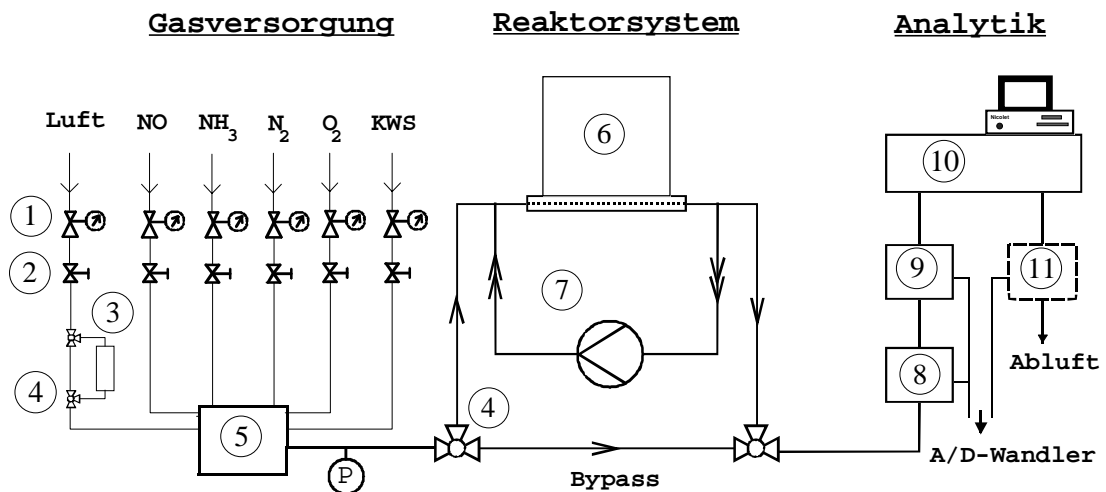 Gasversorgung
Reaktorsystem
Analytik
Luft NO NH3 N2 O2 KWS
Nicolet
1
2
3
4
5
P
6
7
4
Bypass
10
9
11
8
Abluft
A/D-Wandler